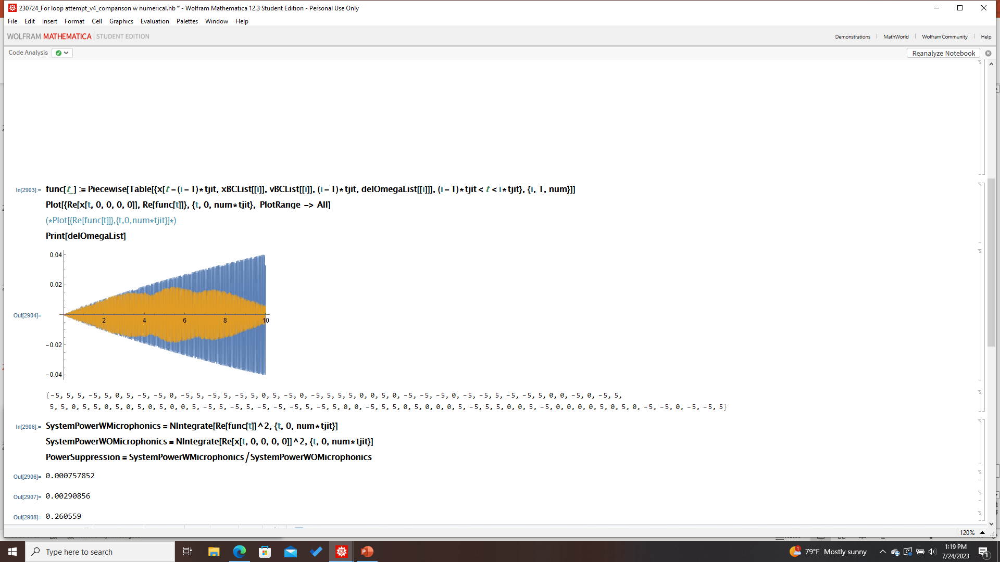 230724_For loop attempt_v4_comparison w numerical.nb * - Wolfram Mathematica 12.3 Student Edition - Personal Use Only
File Edit Insert Format Cell Graphics Evaluation Palettes Window Help
WOLFRAM MATHEMATICA STUDENT EDITION
Demonstrations MathWorld Wolfram Community Help
Code Analysis
Reanalyze Notebook
In[2903]:= func[t_] := Piecewise[Table[{x[t - (i - 1) * tjit, xBCList[[i]], vBCList[[i]], (i - 1) * tjit, delOmegaList[[i]]], (i - 1) * tjit < t < i * tjit}, {i, 1, num}]]
Plot[{Re[x[t, 0, 0, 0, 0]], Re[func[t]]}, {t, 0, num * tjit}, PlotRange -> All]
(*Plot[{Re[func[t]]},{t,0,num*tjit}]*)
Print[delOmegaList]
0.04
0.02
Out[2904]=
2 4 6 8 10
-0.02
-0.04
{-5, 5, 5, -5, 5, 0, 5, -5, -5, 0, -5, 5, -5, 5, -5, 5, 0, 5, -5, 0, -5, 5, 5, 5, 0, 0, 5, 0, -5, -5, -5, 0, -5, -5, 5, -5, -5, 5, 0, 0, -5, 0, -5, 5,
5, 5, 0, 5, 5, 0, 5, 0, 5, 0, 0, 5, -5, 5, -5, 5, -5, -5, 5, -5, 5, 0, 0, -5, 5, 5, 0, 5, 0, 0, 0, 5, -5, 5, 5, 0, 0, 5, -5, 0, 0, 0, 0, 5, 0, 5, 0, -5, -5, 0, -5, -5, 5}
In[2906]:= SystemPowerWMicrophonics = NIntegrate[Re[func[t]]^2, {t, 0, num * tjit}]
SystemPowerWOMicrophonics = NIntegrate[Re[x[t, 0, 0, 0, 0]]^2, {t, 0, num * tjit}]
PowerSuppression = SystemPowerWMicrophonics / SystemPowerWOMicrophonics
Out[2906]= 0.000757852
Out[2907]= 0.00290856
Out[2908]= 0.260559
120%
Type here to search
79°F Mostly sunny
1:19 PM
7/24/2023